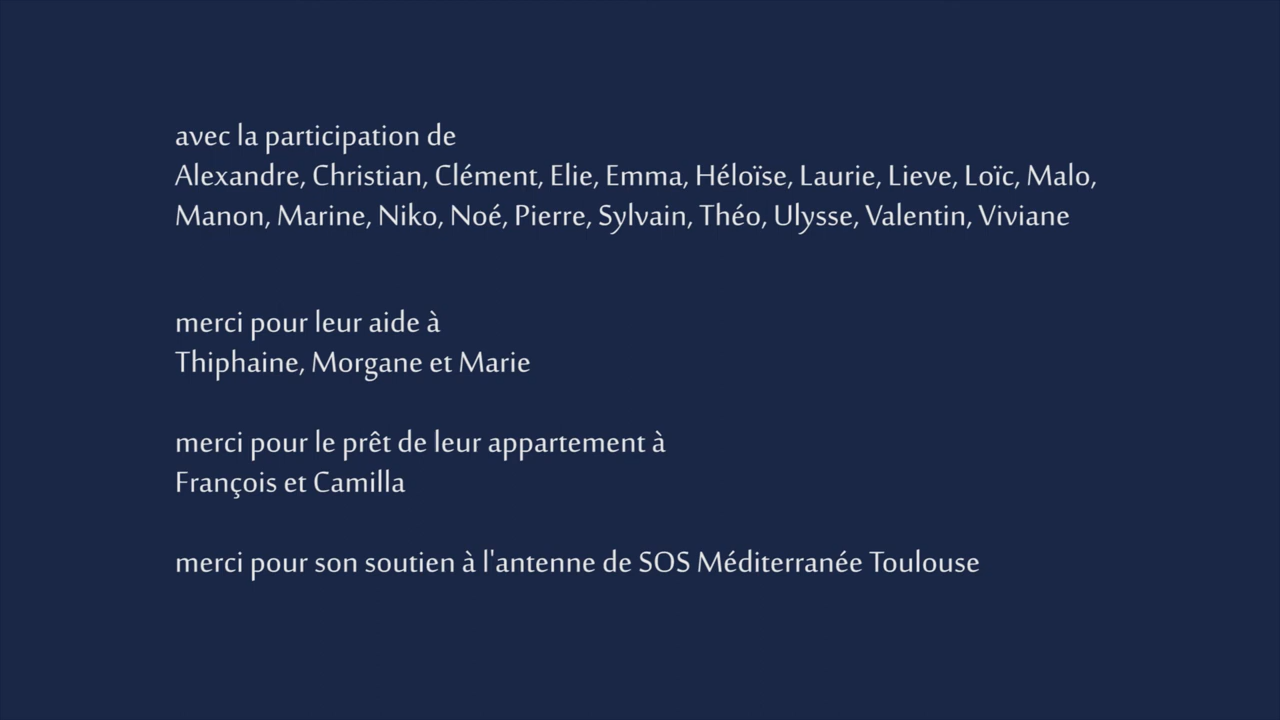 avec la participation de
Alexandre, Christian, Clément, Elie, Emma, Héloïse, Laurie, Lieve, Loïc, Malo,
Manon, Marine, Niko, Noé, Pierre, Sylvain, Théo, Ulysse, Valentin, Viviane
merci pour leur aide à
Thiphaine, Morgane et Marie
merci pour le prêt de leur appartement à
François et Camilla
merci pour son soutien à l'antenne de SOS Méditerranée Toulouse